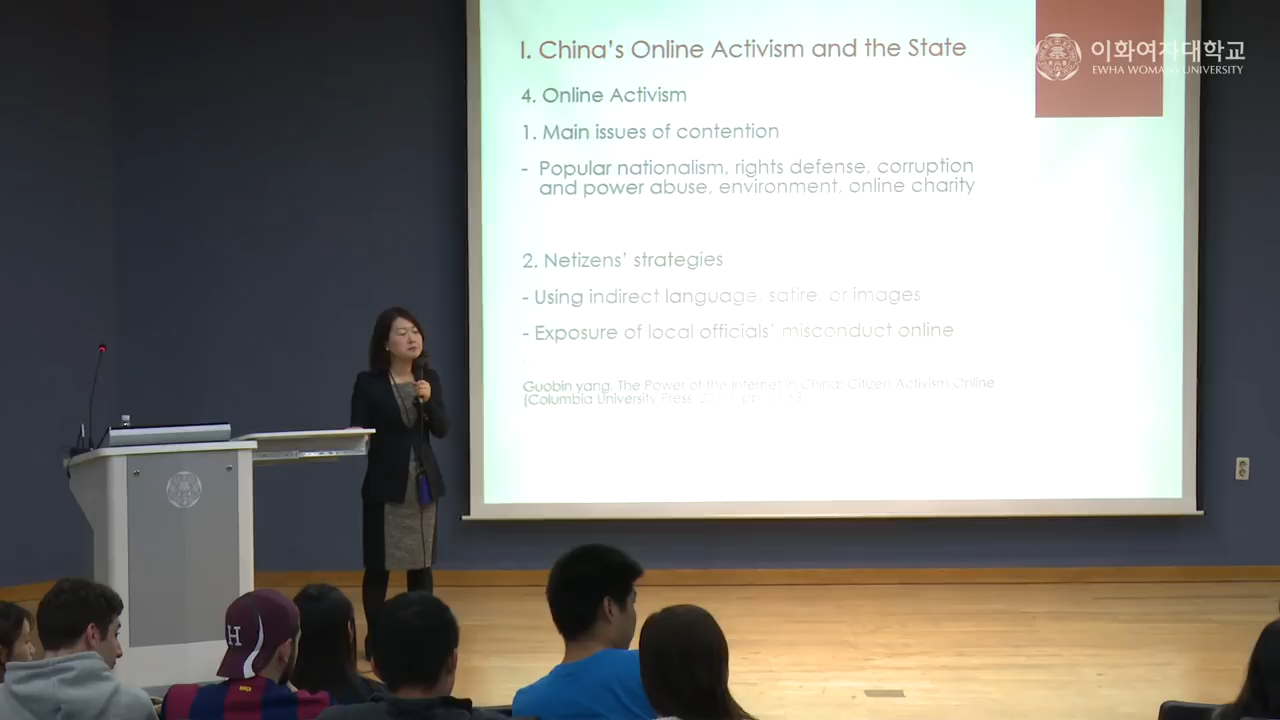 I. China's Online Activism and the State
이화여자대학교
EWHA WOMANS UNIVERSITY
4. Online Activism
1. Main issues of contention
- Popular nationalism, rights defense, corruption
and power abuse, environment, online charity
2. Netizens' strategies
- Using indirect language, satire, or images
- Exposure of local officials' misconduct online
Guobin yang, The Power of the Internet in China: Citizen Activism Online
(Columbia University Press
H